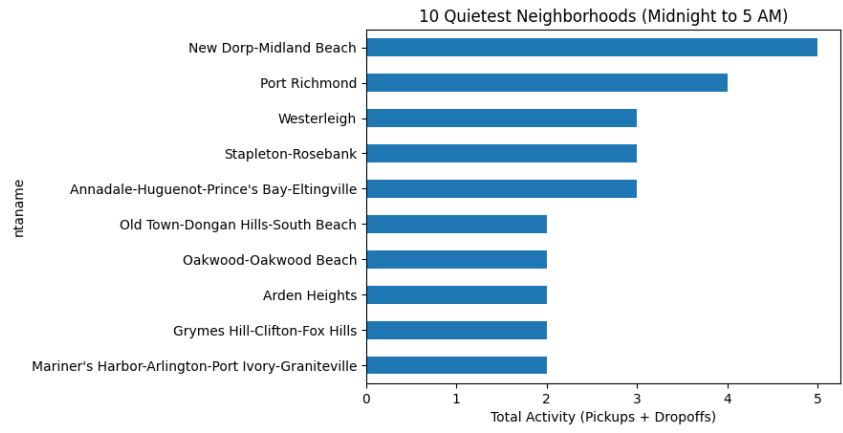 10 Quietest Neighborhoods (Midnight to 5 AM)
New Dorp-Midland Beach
Port Richmond
Westerleigh
Stapleton-Rosebank
Annadale-Huguenot-Prince's Bay-Eltingville
Old Town-Dongan Hills-South Beach
Oakwood-Oakwood Beach
Arden Heights
Grymes Hill-Clifton-Fox Hills
Mariner's Harbor-Arlington-Port Ivory-Graniteville
ntaname
0 1 2 3 4 5
Total Activity (Pickups + Dropoffs)